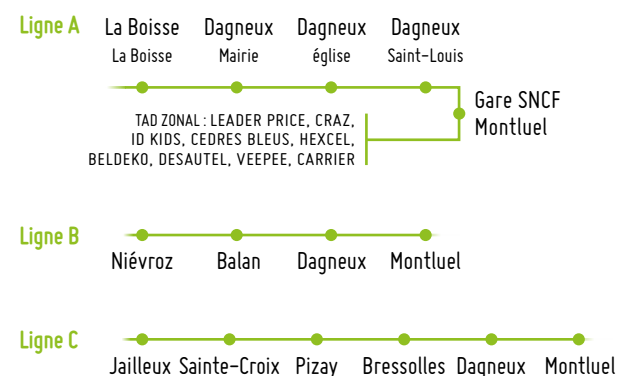 Ligne A
La Boisse Dagneux Dagneux Dagneux
La Boisse Mairie église Saint-Louis
Gare SNCF
Montluel
TAD ZONAL : LEADER PRICE, CRAZ,
ID KIDS, CEDRES BLEUS, HEXCEL,
BELDEKO, DESAUTEL, VEEPEE, CARRIER
Ligne B
Niévroz Balan Dagneux Montluel
Ligne C
Jailleux Sainte-Croix Pizay Bressolles Dagneux Montluel